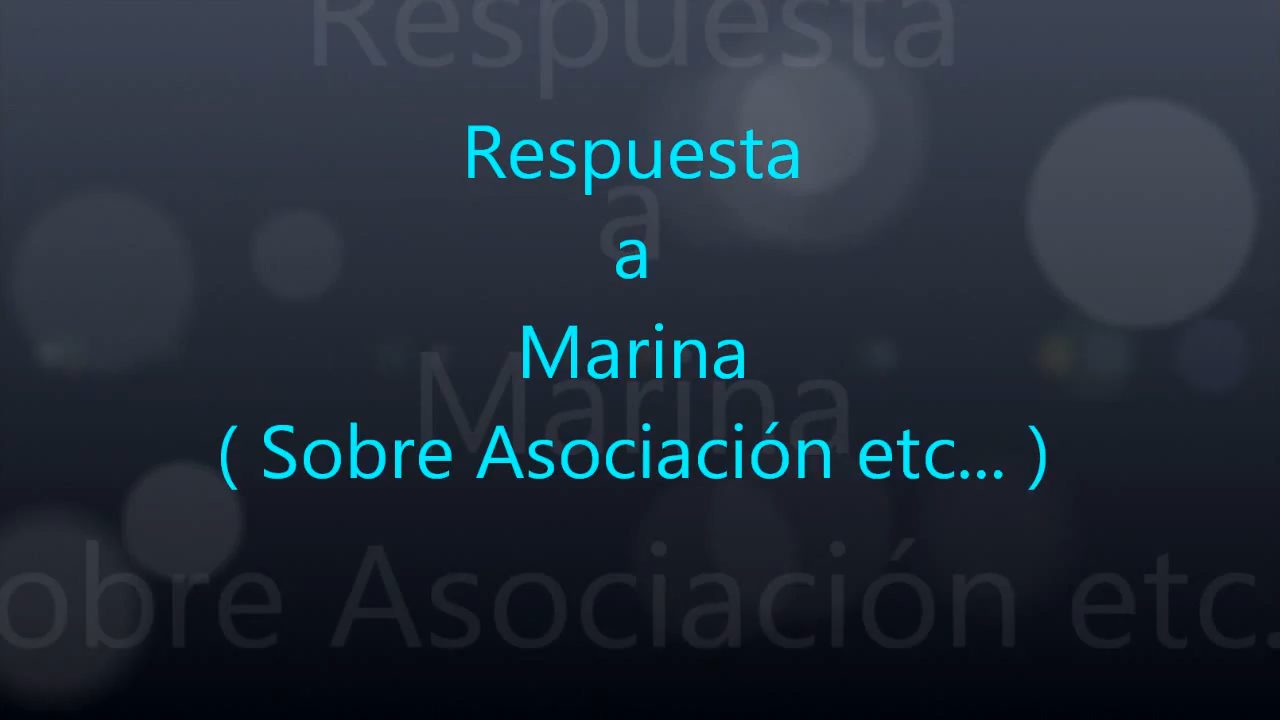 Respuesta
a
Marina
( Sobre Asociación etc... )